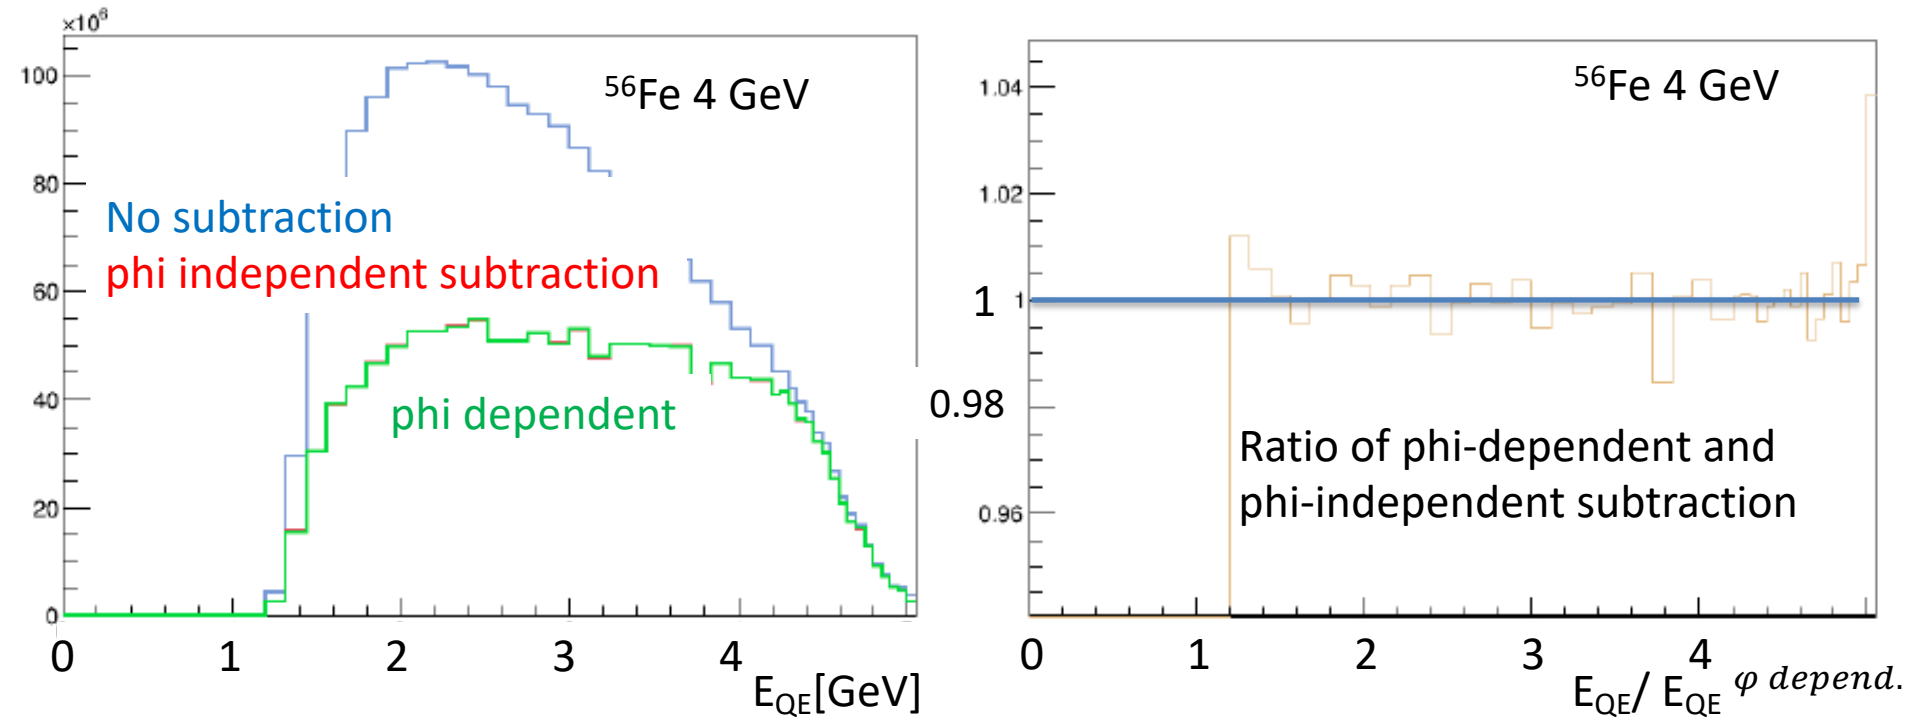 ×10⁶
100
80
60
40
20
0
⁵⁶Fe 4 GeV
No subtraction
phi independent subtraction
phi dependent
0 1 2 3 4
E_QE[GeV]
1.04
1.02
1 1
0.98
0.96
⁵⁶Fe 4 GeV
Ratio of phi-dependent and
phi-independent subtraction
0 1 2 3 4
E_QE/ E_QE φ depend.